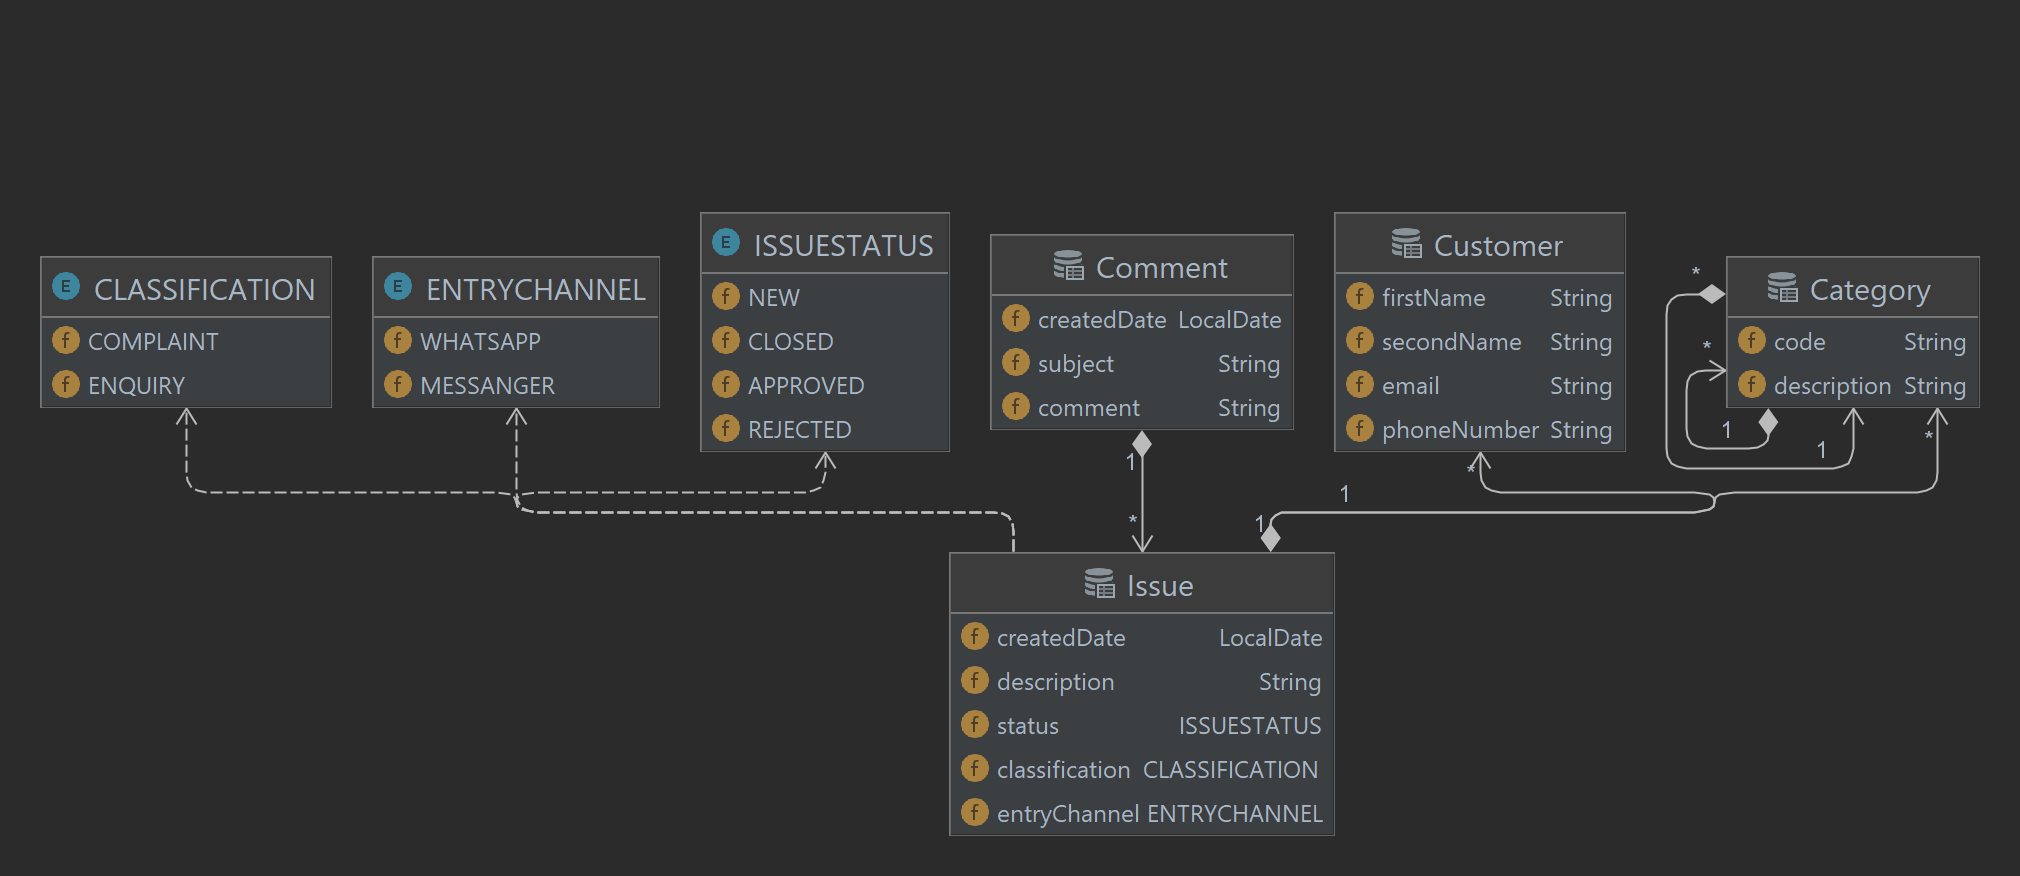 E CLASSIFICATION
f COMPLAINT
f ENQUIRY
E ENTRYCHANNEL
f WHATSAPP
f MESSANGER
E ISSUESTATUS
f NEW
f CLOSED
f APPROVED
f REJECTED
Comment
f createdDate LocalDate
f subject String
f comment String
Customer
f firstName String
f secondName String
f email String
f phoneNumber String
Category
f code String
f description String
*
*
1
1
*
*
1
1
*
1
Issue
f createdDate LocalDate
f description String
f status ISSUESTATUS
f classification CLASSIFICATION
f entryChannel ENTRYCHANNEL